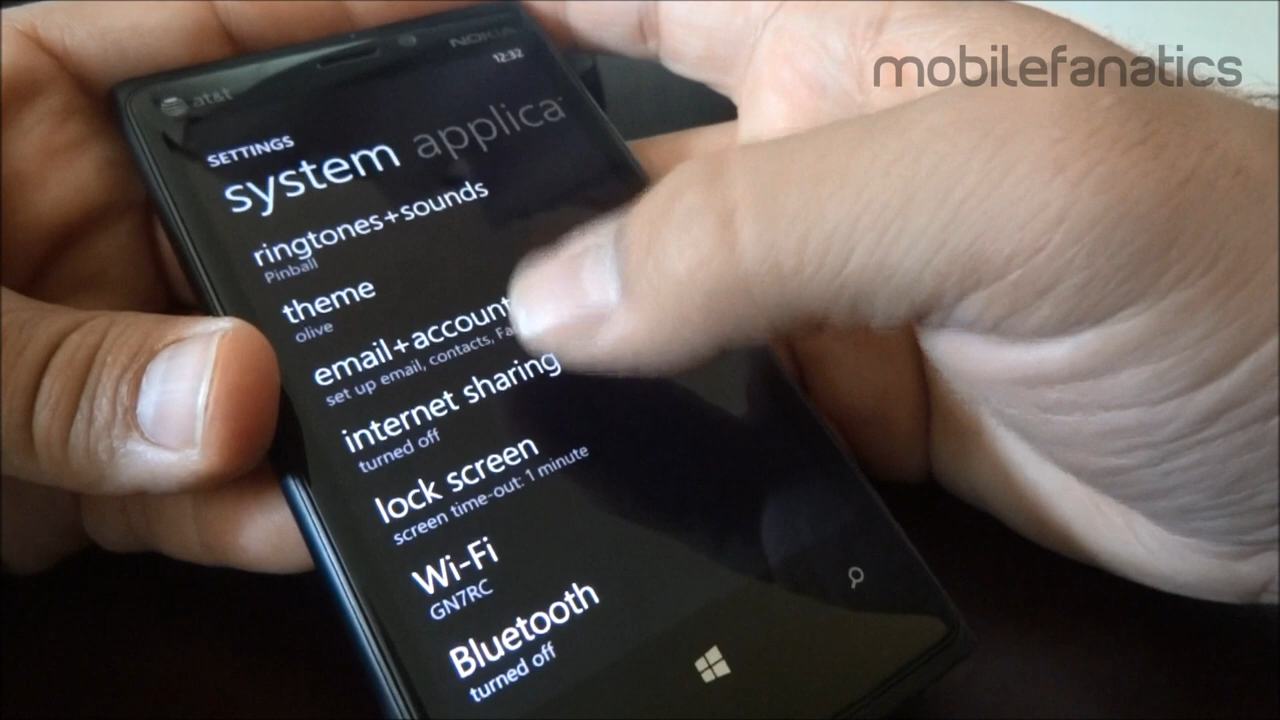 mobilefanatics
NOKIA
at&t
12:32
SETTINGS
system applica
ringtones+sounds
Pinball
theme
olive
email+account
set up email, contacts, Fa
internet sharing
turned off
lock screen
screen time-out: 1 minute
Wi-Fi
GN7RC
Bluetooth
turned off